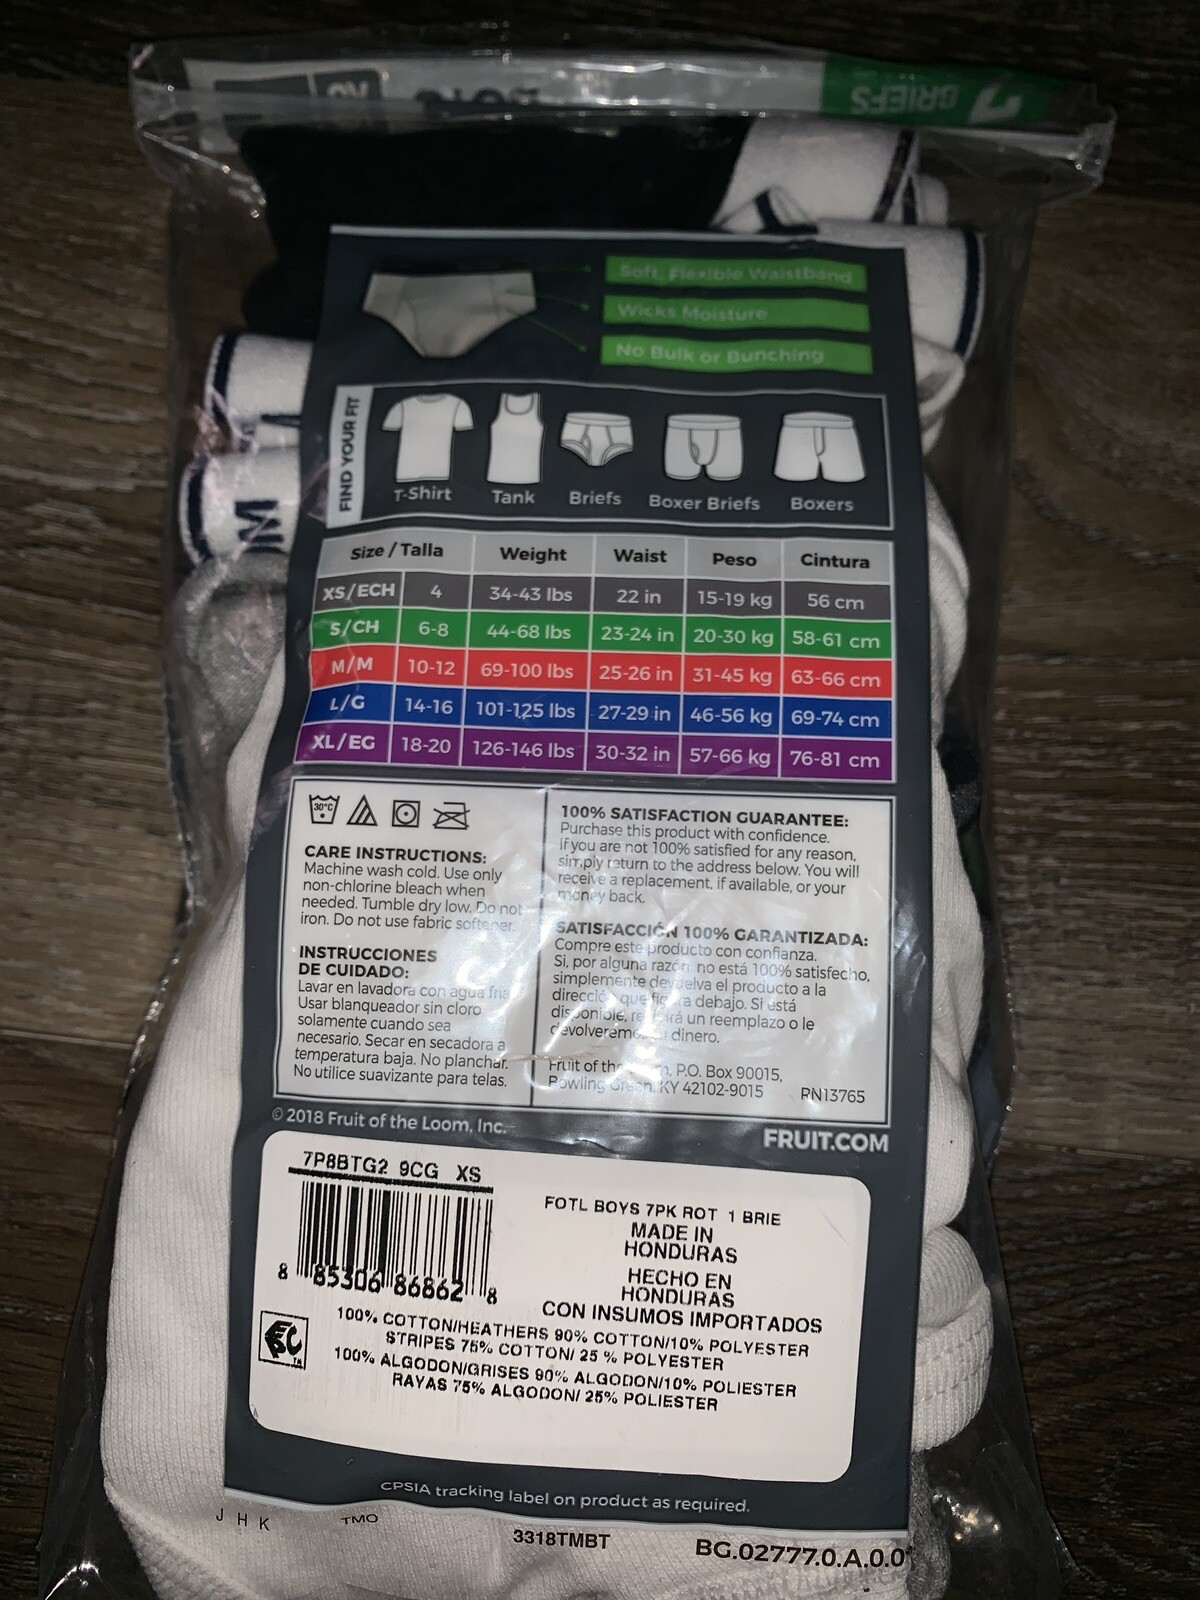 BRIEFS
Soft, Flexible Waistband
Wicks Moisture
No Bulk or Bunching
FIND YOUR FIT
T-Shirt Tank Briefs Boxer Briefs Boxers
Size / Talla Weight Waist Peso Cintura
XS/ECH 4 34-43 lbs 22 in 15-19 kg 56 cm
S/CH 6-8 44-68 lbs 23-24 in 20-30 kg 58-61 cm
M/M 10-12 69-100 lbs 25-26 in 31-45 kg 63-66 cm
L/G 14-16 101-125 lbs 27-29 in 46-56 kg 69-74 cm
XL/EG 18-20 126-146 lbs 30-32 in 57-66 kg 76-81 cm
30°C
CARE INSTRUCTIONS:
Machine wash cold. Use only
non-chlorine bleach when
needed. Tumble dry low. Do not
iron. Do not use fabric softener.
INSTRUCCIONES
DE CUIDADO:
Lavar en lavadora con agua fría
Usar blanqueador sin cloro
solamente cuando sea
necesario. Secar en secadora a
temperatura baja. No planchar.
No utilice suavizante para telas.
100% SATISFACTION GUARANTEE:
Purchase this product with confidence.
If you are not 100% satisfied for any reason,
simply return to the address below. You will
receive a replacement, if available, or your
money back.
SATISFACCIÓN 100% GARANTIZADA:
Compre este producto con confianza.
Si, por alguna razón no está 100% satisfecho,
simplemente devuelva el producto a la
dirección que figura debajo. Si está
disponible, un reemplazo o le
devolveremos dinero.
Fruit of the Loom, P.O. Box 90015,
Bowling Green, KY 42102-9015 RN13765
© 2018 Fruit of the Loom, Inc.
FRUIT.COM
7P8BTG2 9CG XS
8 85306 86862 8
FOTL BOYS 7PK ROT 1 BRIE
MADE IN
HONDURAS
HECHO EN
HONDURAS
CON INSUMOS IMPORTADOS
100% COTTON/HEATHERS 90% COTTON/10% POLYESTER
STRIPES 75% COTTON/ 25 % POLYESTER
100% ALGODON/GRISES 90% ALGODON/10% POLIESTER
RAYAS 75% ALGODON/ 25% POLIESTER
CPSIA tracking label on product as required.
J H K TMO 3318TMBT BG.02777.0.A.0.0